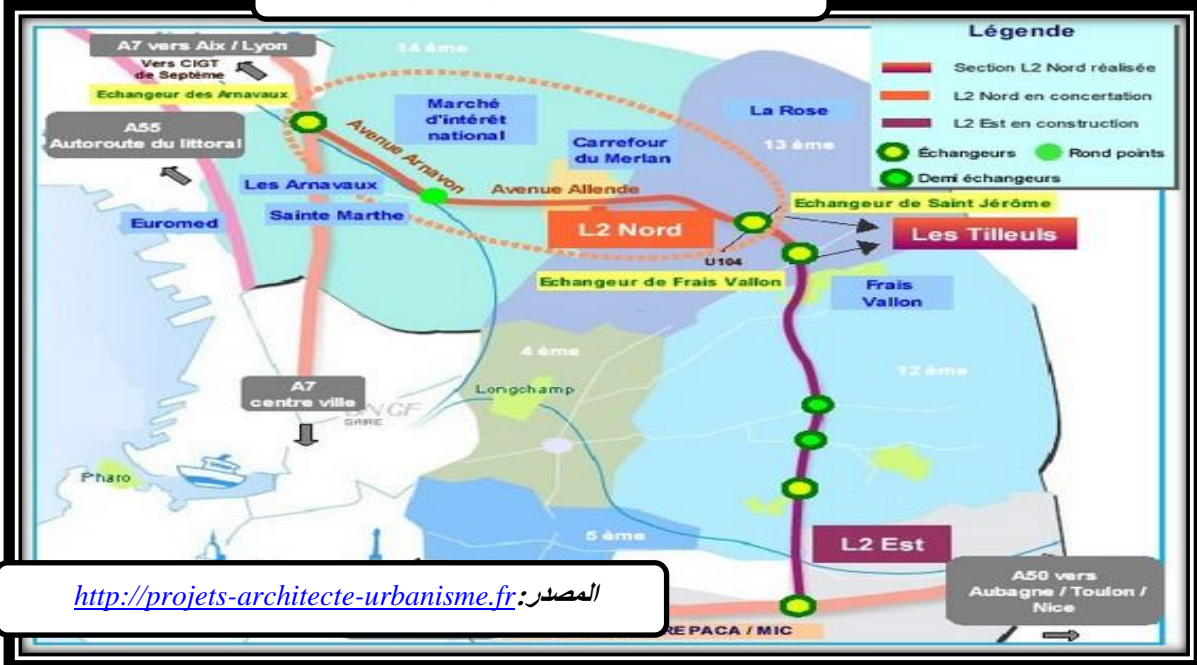 A7 vers Aix / Lyon
Vers CIGT
de Septème
Echangeur des Arnavaux
A55
Autoroute du littoral
14 ème
Marché
d'intérêt
national
Avenue Arnavon
Les Arnavaux
Sainte Marthe
Euromed
Carrefour
du Merlan
Avenue Allende
La Rose
13 ème
Légende
Section L2 Nord réalisée
L2 Nord en concertation
L2 Est en construction
Échangeurs
Rond points
Demi échangeurs
Echangeur de Saint Jérôme
L2 Nord
Les Tilleuls
U104
Echangeur de Frais Vallon
Frais
Vallon
4 ème
12 ème
A7
centre ville
Longchamp
SNCF
GARE
Pharo
5 ème
L2 Est
A50 vers
Aubagne / Toulon /
Nice
المصدر:http://projets-architecte-urbanisme.fr
PACA / MIC